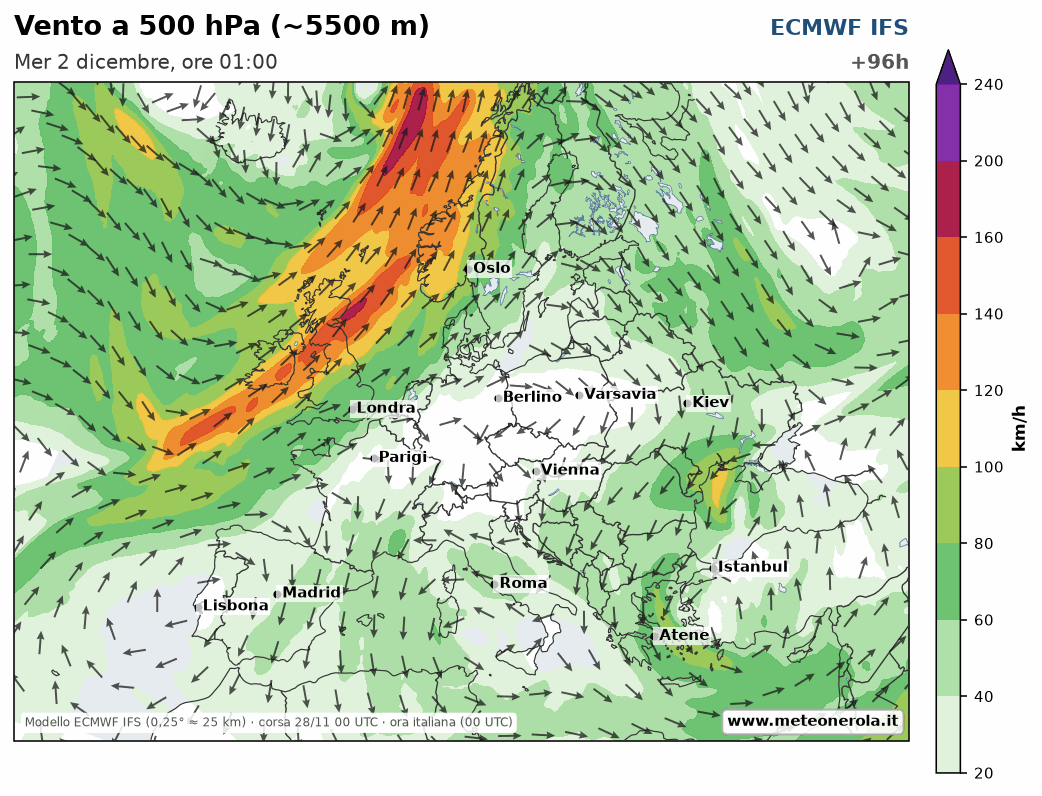 Vento a 500 hPa (~5500 m)
ECMWF IFS
Mer 2 dicembre, ore 01:00
+96h
240
200
160
140
120
100
80
60
40
20
km/h
Oslo
Berlino
Varsavia
Kiev
Londra
Parigi
Vienna
Istanbul
Roma
Madrid
Lisbona
Atene
Modello ECMWF IFS (0,25° ≈ 25 km) · corsa 28/11 00 UTC · ora italiana (00 UTC)
www.meteonerola.it